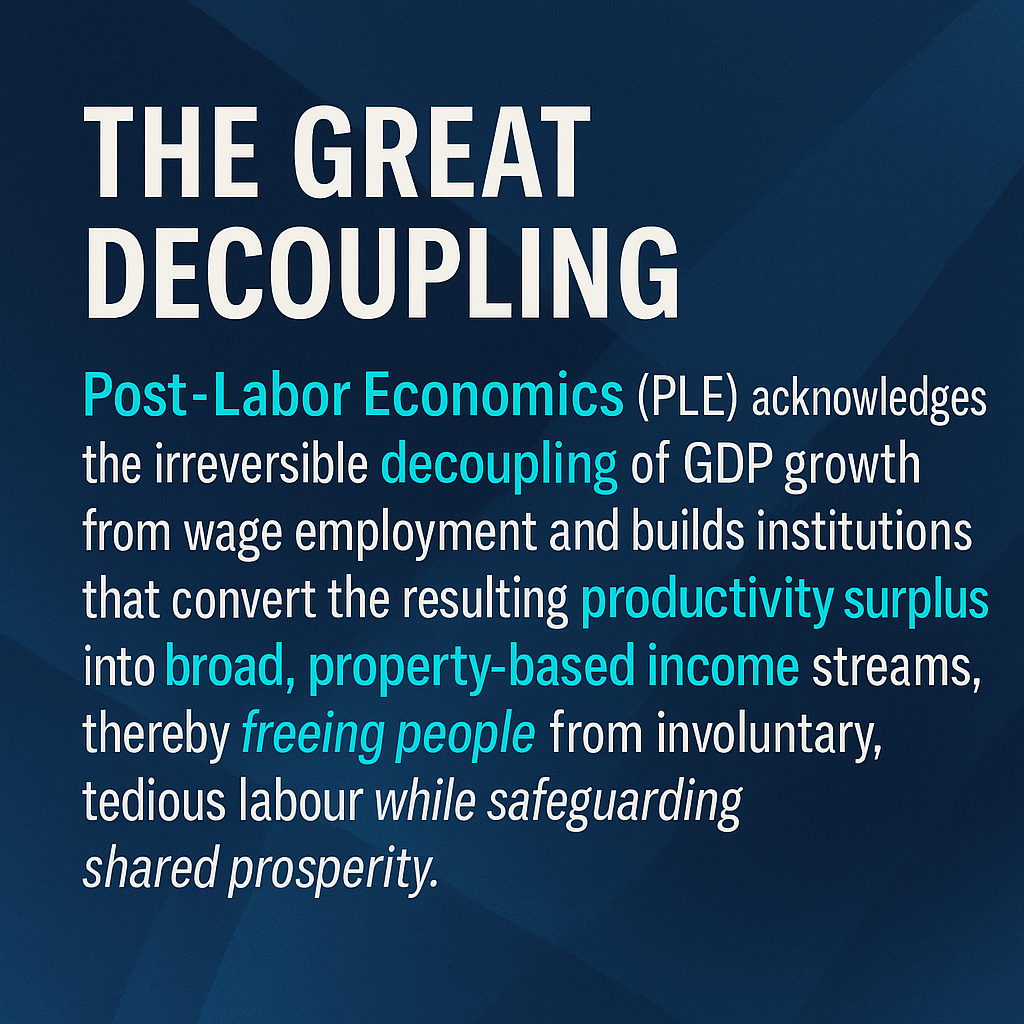 THE GREAT
DECOUPLING
Post-Labor Economics (PLE) acknowledges
the irreversible decoupling of GDP growth
from wage employment and builds institutions
that convert the resulting productivity surplus
into broad, property-based income streams,
thereby freeing people from involuntary,
tedious labour while safeguarding
shared prosperity.